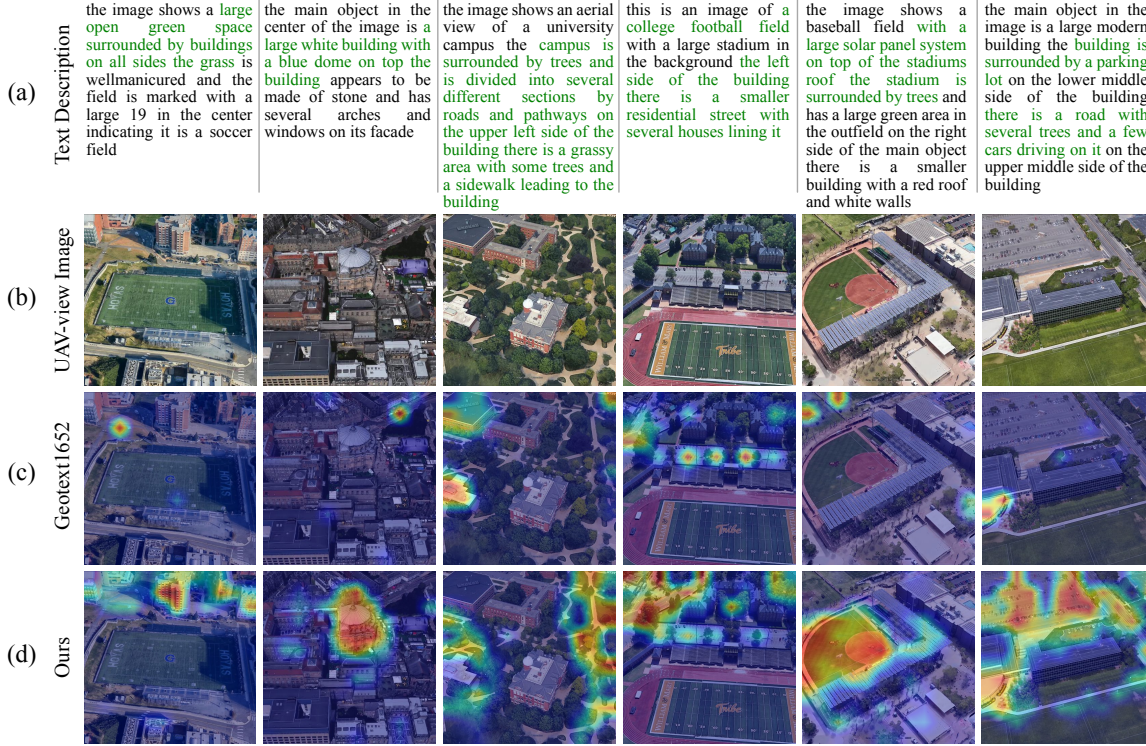 (a)
Text Description
the image shows a large
open green space
surrounded by buildings
on all sides the grass is
wellmanicured and the
field is marked with a
large 19 in the center
indicating it is a soccer
field
the main object in the
center of the image is a
large white building with
a blue dome on top the
building appears to be
made of stone and has
several arches and
windows on its facade
the image shows an aerial
view of a university
campus the campus is
surrounded by trees and
is divided into several
different sections by
roads and pathways on
the upper left side of the
building there is a grassy
area with some trees and
a sidewalk leading to the
building
this is an image of a
college football field
with a large stadium in
the background the left
side of the building
there is a smaller
residential street with
several houses lining it
the image shows a
baseball field with a
large solar panel system
on top of the stadiums
roof the stadium is
surrounded by trees and
has a large green area in
the outfield on the right
side of the main object
there is a smaller
building with a red roof
and white walls
the main object in the
image is a large modern
building the building is
surrounded by a parking
lot on the lower middle
side of the building
there is a road with
several trees and a few
cars driving on it on the
upper middle side of the
building
(b)
UAV-view Image
HOYAS
Tribe
(c)
Geotext1652
HOYAS
Tribe
(d)
Ours
HOYAS
Tribe